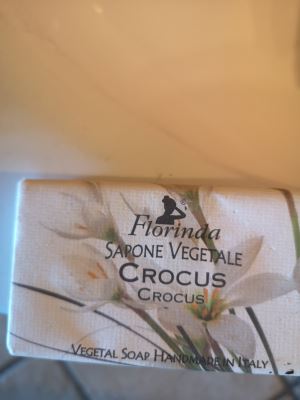 Florinda
SAPONE VEGETALE
CROCUS
CROCUS
VEGETAL SOAP HANDMADE IN ITALY